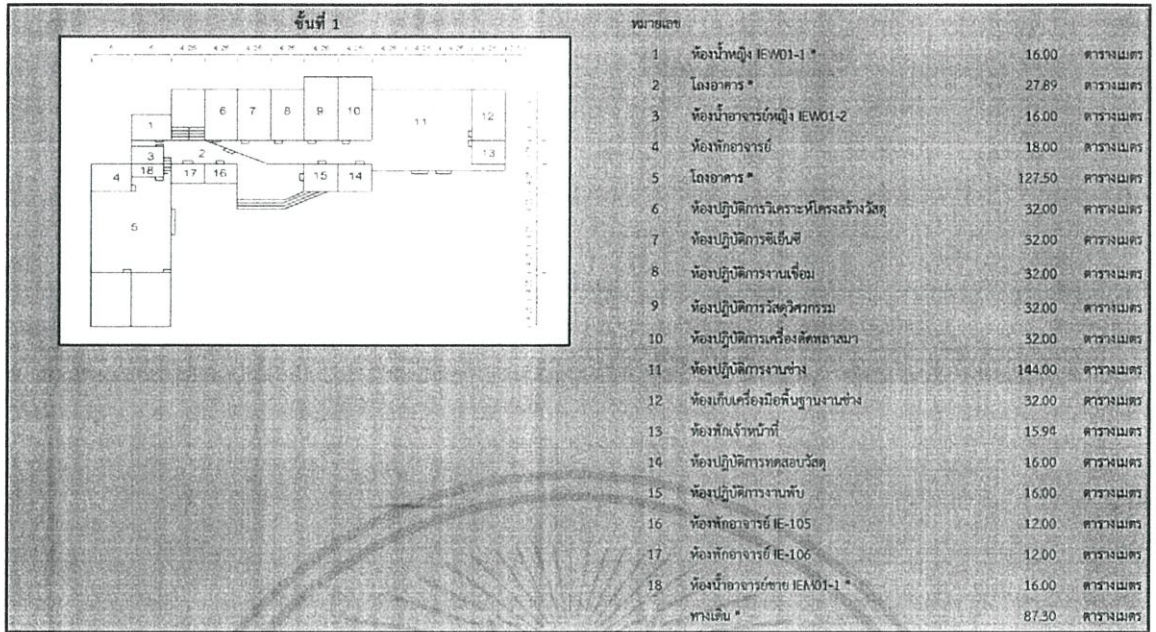 ชั้นที่ 1
หมายเลข
1 ห้องน้ำหญิง IEW01-1 * 16.00 ตารางเมตร
2 โถงอาคาร * 27.89 ตารางเมตร
3 ห้องน้ำอาจารย์หญิง IEW01-2 16.00 ตารางเมตร
4 ห้องพักอาจารย์ 18.00 ตารางเมตร
5 โถงอาคาร * 127.50 ตารางเมตร
6 ห้องปฏิบัติการวิเคราะห์โครงสร้างวัสดุ 32.00 ตารางเมตร
7 ห้องปฏิบัติการซีเอ็นซี 32.00 ตารางเมตร
8 ห้องปฏิบัติการงานเชื่อม 32.00 ตารางเมตร
9 ห้องปฏิบัติการวัสดุวิศวกรรม 32.00 ตารางเมตร
10 ห้องปฏิบัติการเครื่องตัดพลาสมา 32.00 ตารางเมตร
11 ห้องปฏิบัติการงานช่าง 144.00 ตารางเมตร
12 ห้องเก็บเครื่องมือพื้นฐานงานช่าง 32.00 ตารางเมตร
13 ห้องพักเจ้าหน้าที่ 15.94 ตารางเมตร
14 ห้องปฏิบัติการทดสอบวัสดุ 16.00 ตารางเมตร
15 ห้องปฏิบัติการงานพับ 16.00 ตารางเมตร
16 ห้องพักอาจารย์ IE-105 12.00 ตารางเมตร
17 ห้องพักอาจารย์ IE-106 12.00 ตารางเมตร
18 ห้องน้ำอาจารย์ชาย IEM01-1 * 16.00 ตารางเมตร
ทางเดิน * 87.30 ตารางเมตร
6 7 8 9 10 11 12
1
3 2 13
4 18 17 16 15 14
5